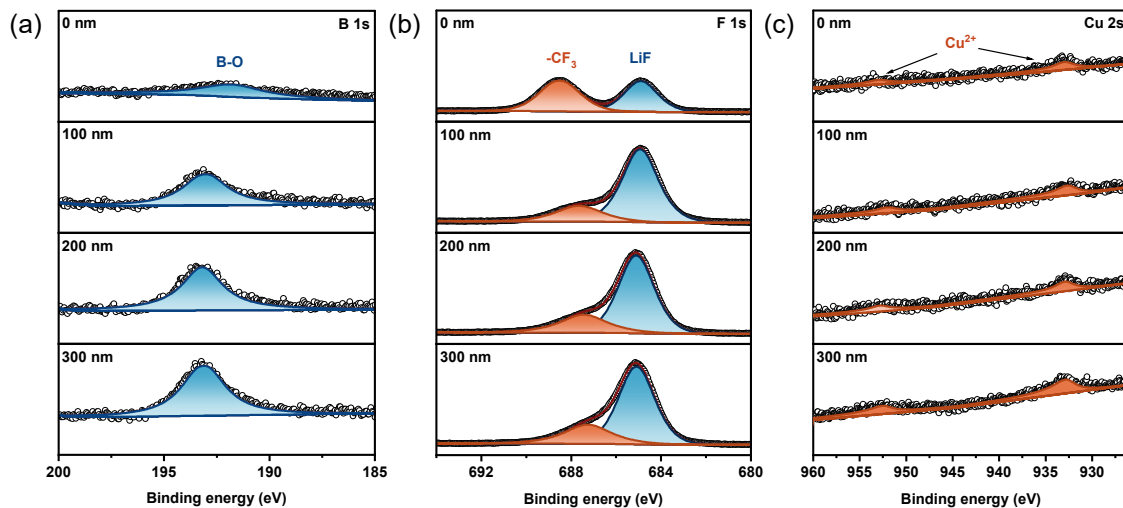 (a)
0 nm
B 1s
B-O
100 nm
200 nm
300 nm
200 195 190 185
Binding energy (eV)
(b)
0 nm
F 1s
-CF₃
LiF
100 nm
200 nm
300 nm
692 688 684 680
Binding energy (eV)
(c)
0 nm
Cu 2s
Cu²⁺
100 nm
200 nm
300 nm
960 955 950 945 940 935 930
Binding energy (eV)